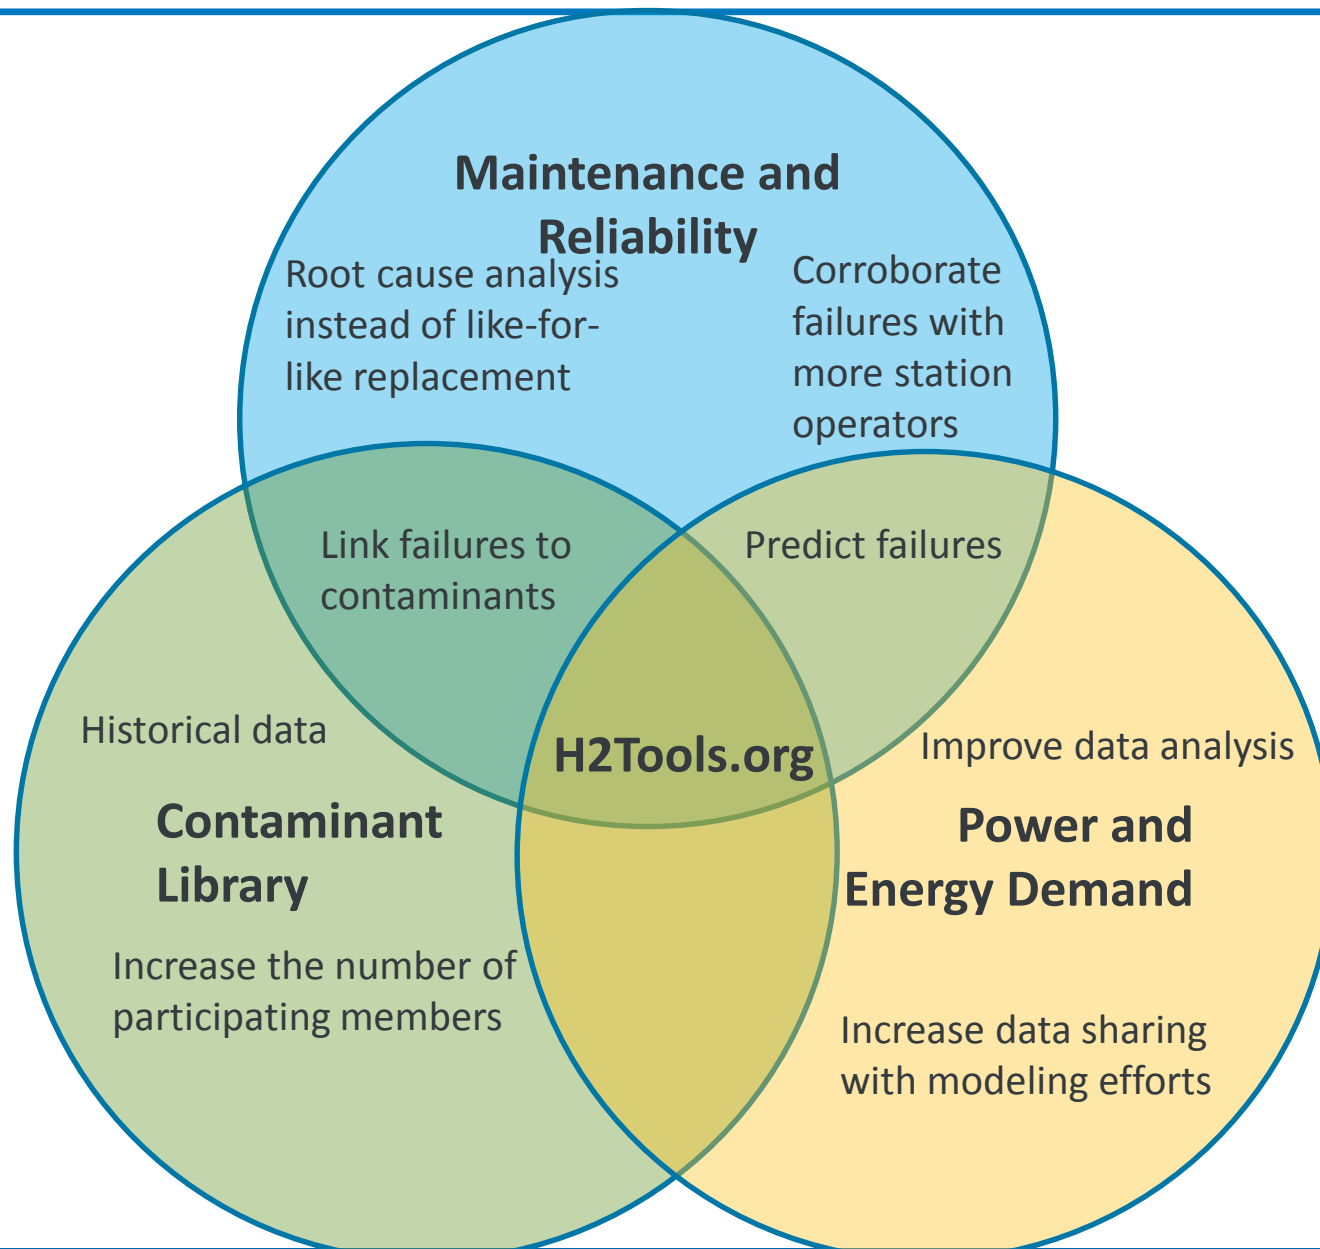 Maintenance and
Reliability
Root cause analysis
instead of like-for-
like replacement
Corroborate
failures with
more station
operators
Link failures to
contaminants
Predict failures
Historical data
H2Tools.org
Improve data analysis
Contaminant
Library
Power and
Energy Demand
Increase the number of
participating members
Increase data sharing
with modeling efforts